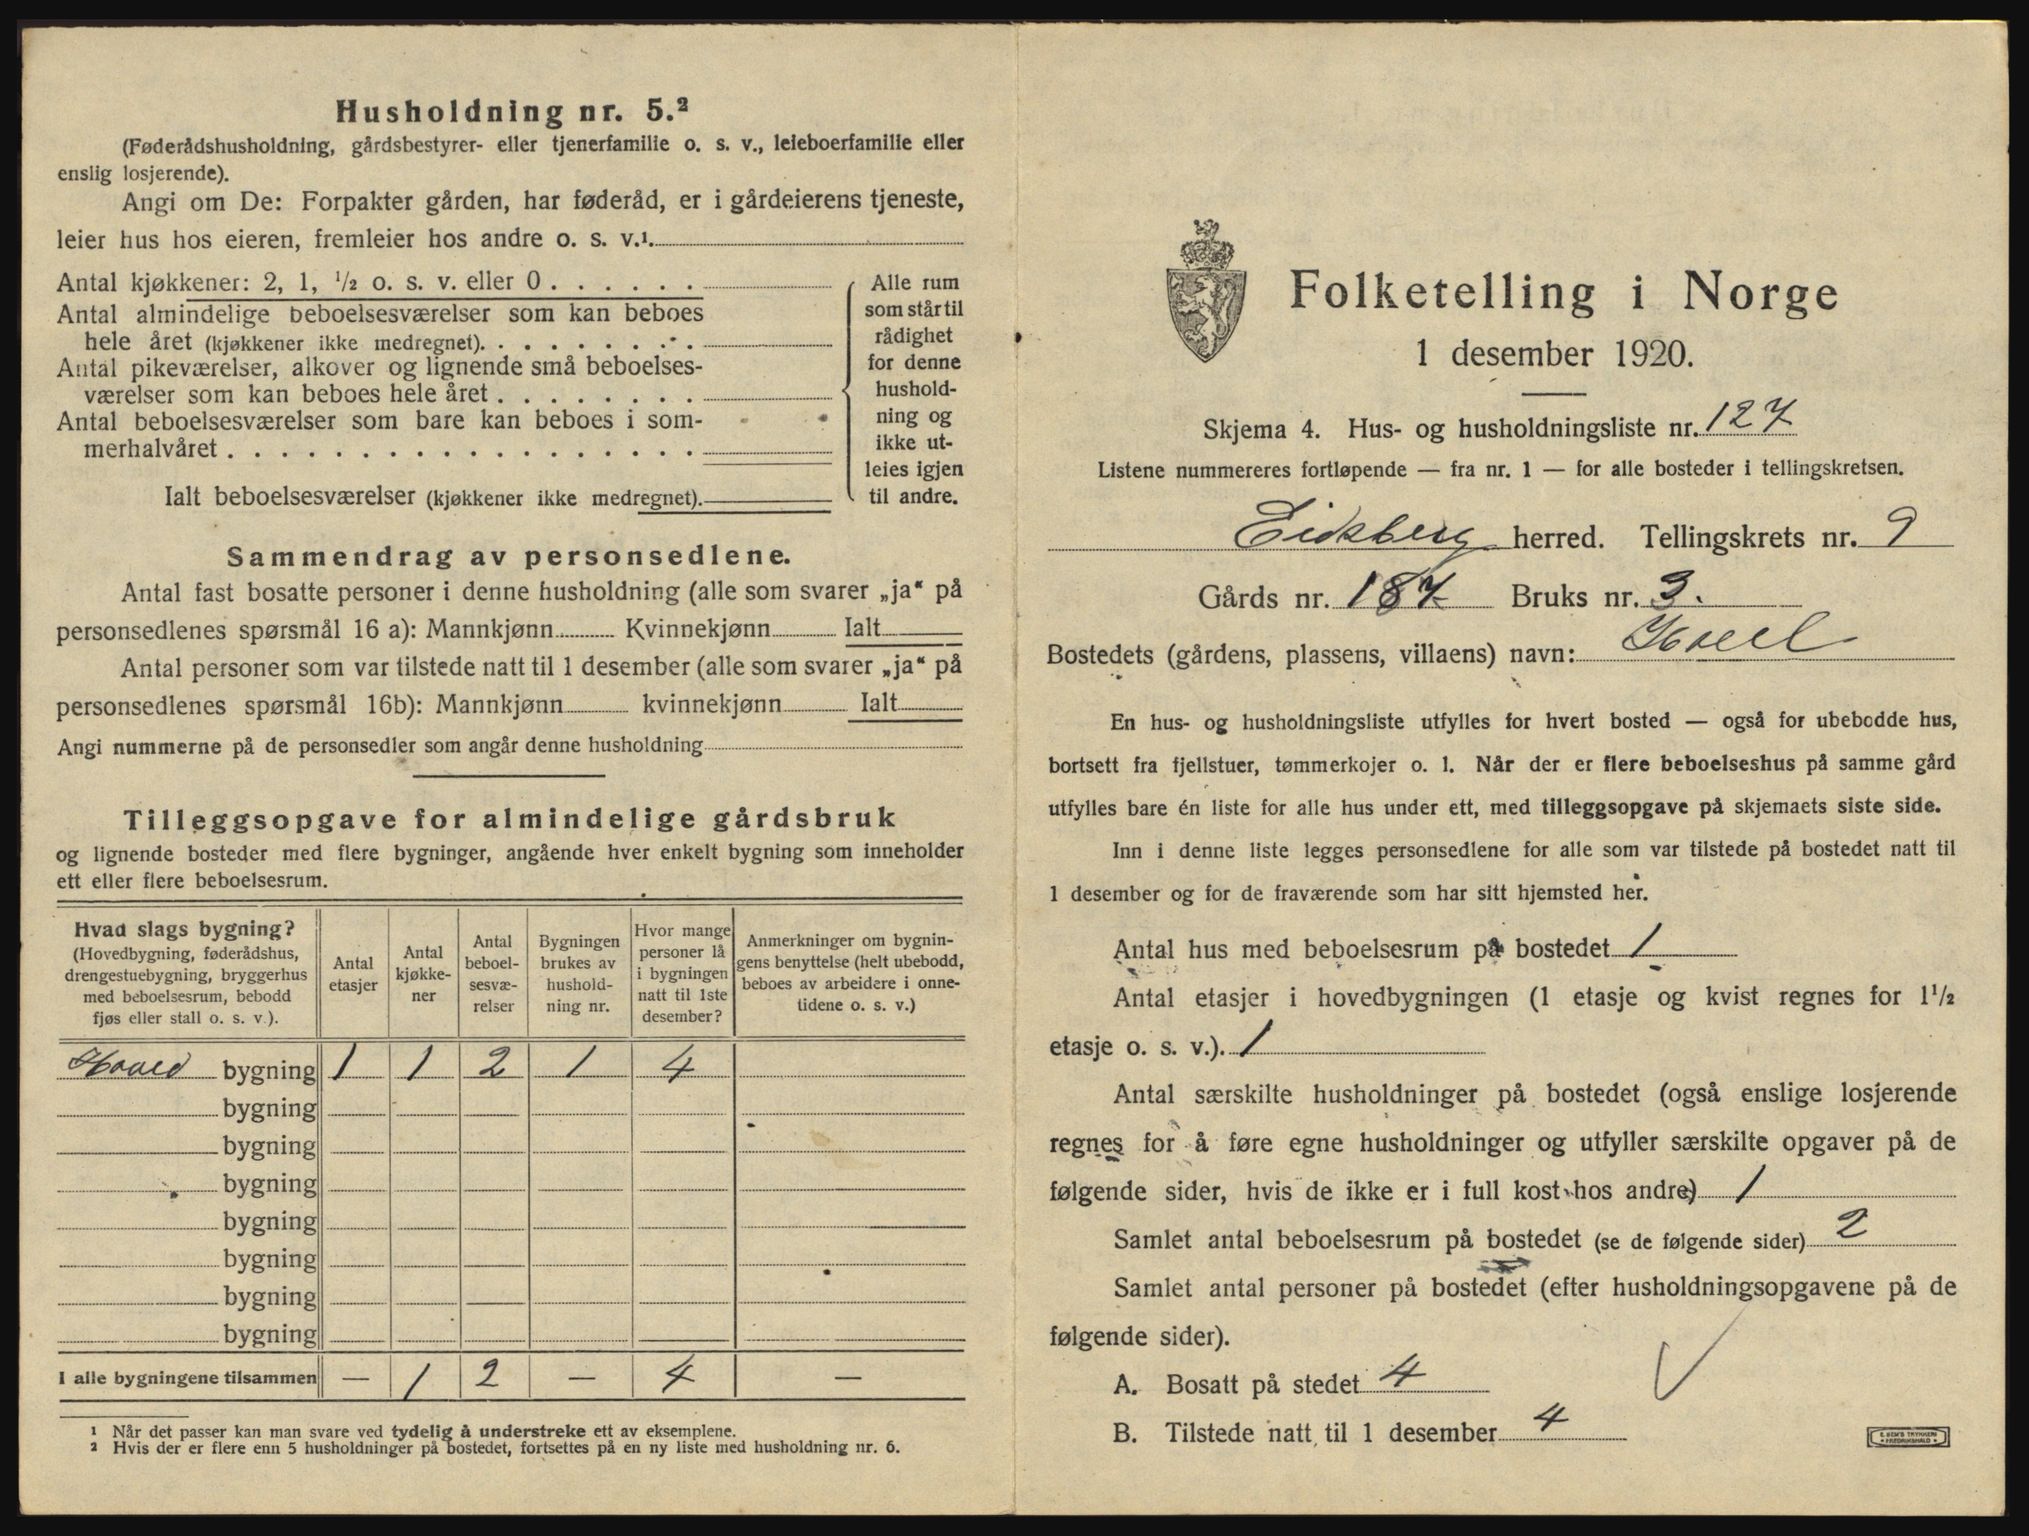 Husholdning nr. 5.²
(Føderådshusholdning, gårdsbestyrer- eller tjenerfamilie o. s. v., leieboerfamilie eller
enslig losjerende).
Angi om De: Forpakter gården, har føderåd, er i gårdeierens tjeneste,
leier hus hos eieren, fremleier hos andre o. s. v.¹.
Antal kjøkkener: 2, 1, ½ o. s. v. eller 0 . . . . . .
Antal almindelige beboelsesværelser som kan beboes
hele året (kjøkkener ikke medregnet). . . . . . . . .
Antal pikeværelser, alkover og lignende små beboelses-
værelser som kan beboes hele året . . . . . . . .
Antal beboelsesværelser som bare kan beboes i som-
merhalvåret . . . . . . . . . . . . . . . . . .
Ialt beboelsesværelser (kjøkkener ikke medregnet).
Alle rum
som står til
rådighet
for denne
hushold-
ning og
ikke ut-
leies igjen
til andre.
Sammendrag av personsedlene.
Antal fast bosatte personer i denne husholdning (alle som svarer „ja“ på
personsedlenes spørsmål 16 a): Mannkjønn Kvinnekjønn Ialt
Antal personer som var tilstede natt til 1 desember (alle som svarer „ja“ på
personsedlenes spørsmål 16b): Mannkjønn kvinnekjønn Ialt
Angi nummerne på de personsedler som angår denne husholdning
Tilleggsopgave for almindelige gårdsbruk
og lignende bosteder med flere bygninger, angående hver enkelt bygning som inneholder
ett eller flere beboelsesrum.
Hvad slags bygning?
(Hovedbygning, føderådshus,
drengestuebygning, bryggerhus
med beboelsesrum, bebodd
fjøs eller stall o. s. v.).
Antal
etasjer
Antal
kjøkke-
ner
Antal
beboel-
sesvæ-
relser
Bygningen
brukes av
hushold-
ning nr.
Hvor mange
personer lå
i bygningen
natt til 1ste
desember?
Anmerkninger om bygnin-
gens benyttelse (helt ubebodd,
beboes av arbeidere i onne-
tidene o. s. v.)
bygning 1 1 2 1 4
bygning
bygning
bygning
bygning
bygning
bygning
bygning
I alle bygningene tilsammen — 1 2 — 4 —
¹ Når det passer kan man svare ved tydelig å understreke ett av eksemplene.
² Hvis der er flere enn 5 husholdninger på bostedet, fortsettes på en ny liste med husholdning nr. 6.
Folketelling i Norge
1 desember 1920.
Skjema 4. Hus- og husholdningsliste nr. 127
Listene nummereres fortløpende — fra nr. 1 — for alle bosteder i tellingskretsen.
Eidsberg herred. Tellingskrets nr. 9
Gårds nr. 187 Bruks nr. 3.
Bostedets (gårdens, plassens, villaens) navn:
En hus- og husholdningsliste utfylles for hvert bosted — også for ubebodde hus,
bortsett fra fjellstuer, tømmerkojer o. l. Når der er flere beboelseshus på samme gård
utfylles bare én liste for alle hus under ett, med tilleggsopgave på skjemaets siste side.
Inn i denne liste legges personsedlene for alle som var tilstede på bostedet natt til
1 desember og for de fraværende som har sitt hjemsted her.
Antal hus med beboelsesrum på bostedet 1
Antal etasjer i hovedbygningen (1 etasje og kvist regnes for 1½
etasje o. s. v.). 1
Antal særskilte husholdninger på bostedet (også enslige losjerende
regnes for å føre egne husholdninger og utfyller særskilte opgaver på de
følgende sider, hvis de ikke er i full kost hos andre) 1
Samlet antal beboelsesrum på bostedet (se de følgende sider) 2
Samlet antal personer på bostedet (efter husholdningsopgavene på de
følgende sider).
A. Bosatt på stedet 4
B. Tilstede natt til 1 desember 4